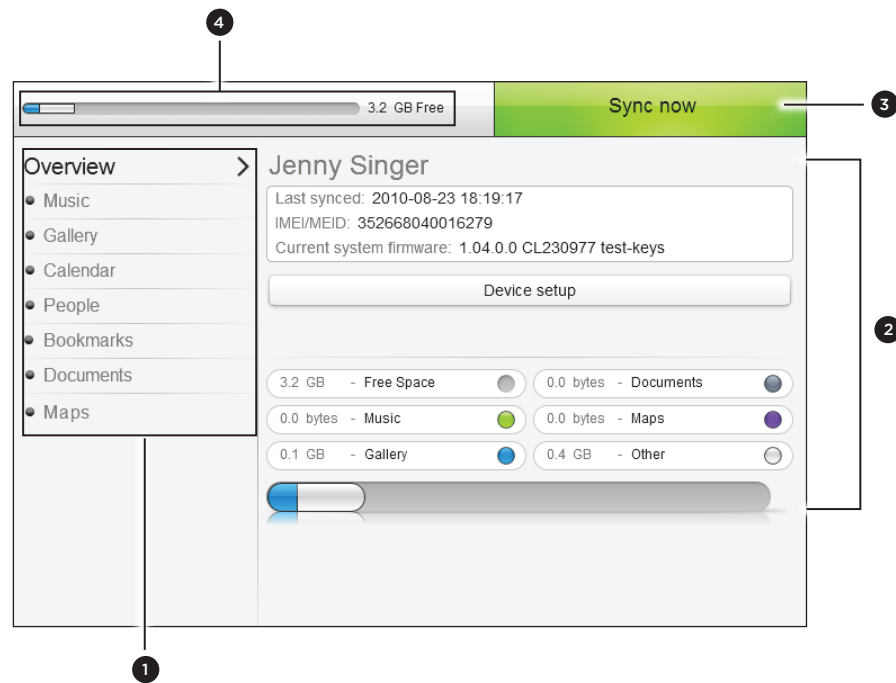 4
3.2 GB Free
Sync now
3
Overview
Music
Gallery
Calendar
People
Bookmarks
Documents
Maps
Jenny Singer
Last synced: 2010-08-23 18:19:17
IMEI/MEID: 352668040016279
Current system firmware: 1.04.0.0 CL230977 test-keys
Device setup
2
3.2 GB - Free Space
0.0 bytes - Documents
0.0 bytes - Music
0.0 bytes - Maps
0.1 GB - Gallery
0.4 GB - Other
1